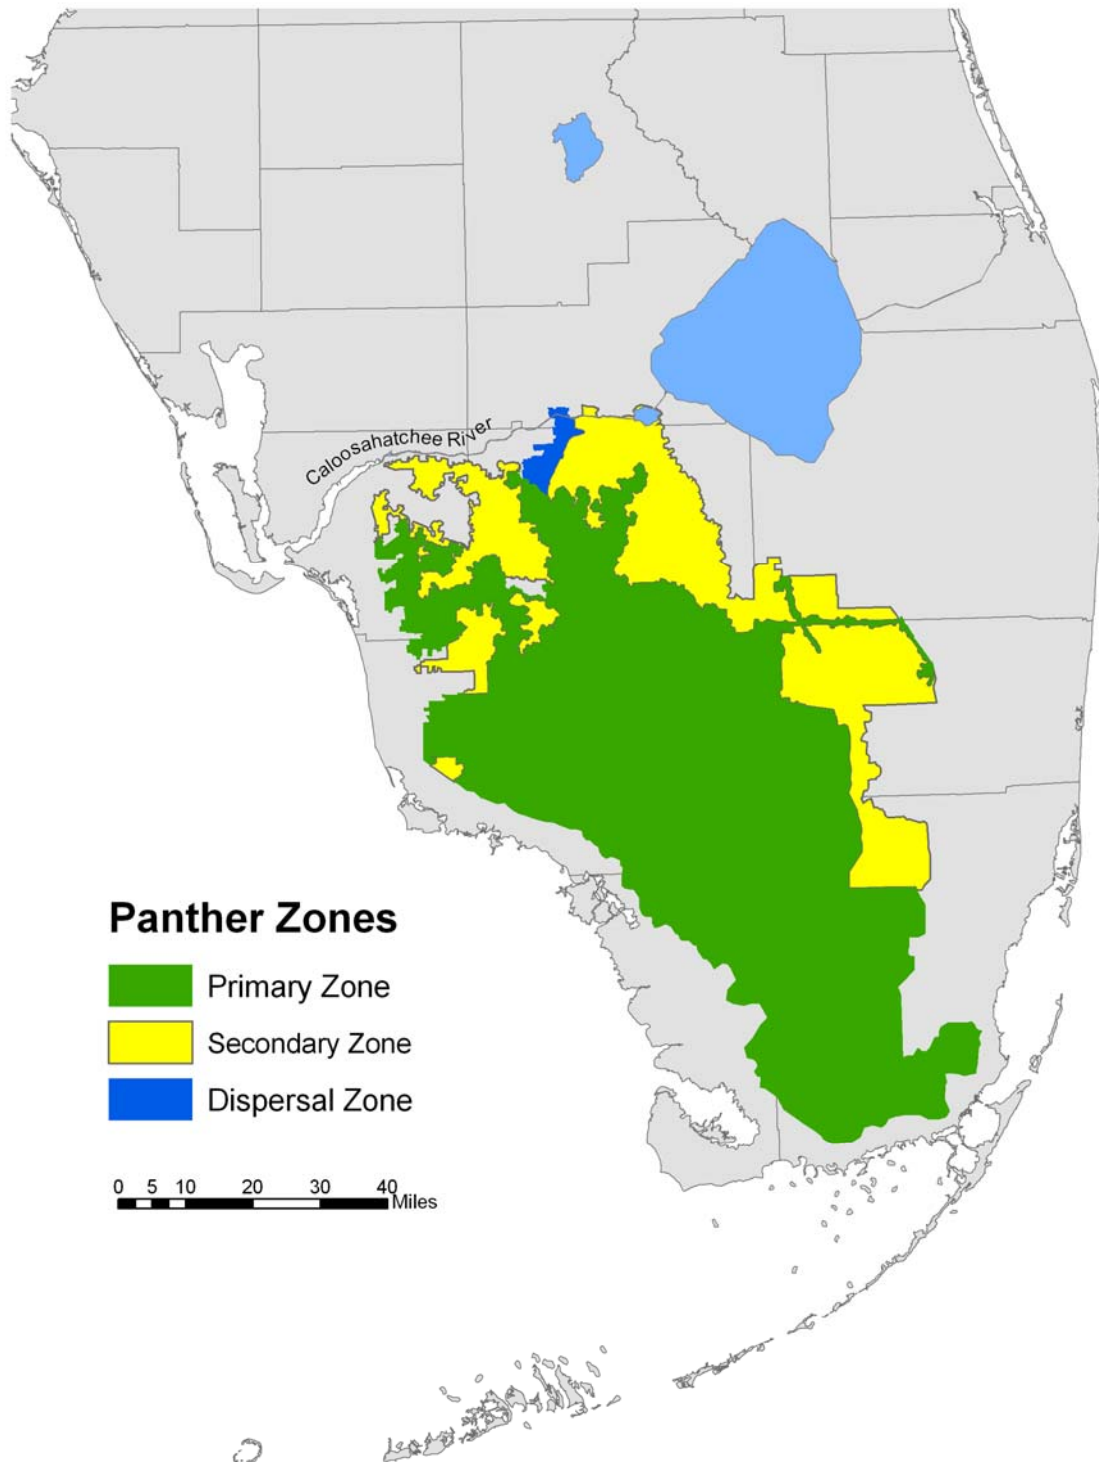 Caloosahatchee River
Panther Zones
Primary Zone
Secondary Zone
Dispersal Zone
0 5 10 20 30 40
Miles